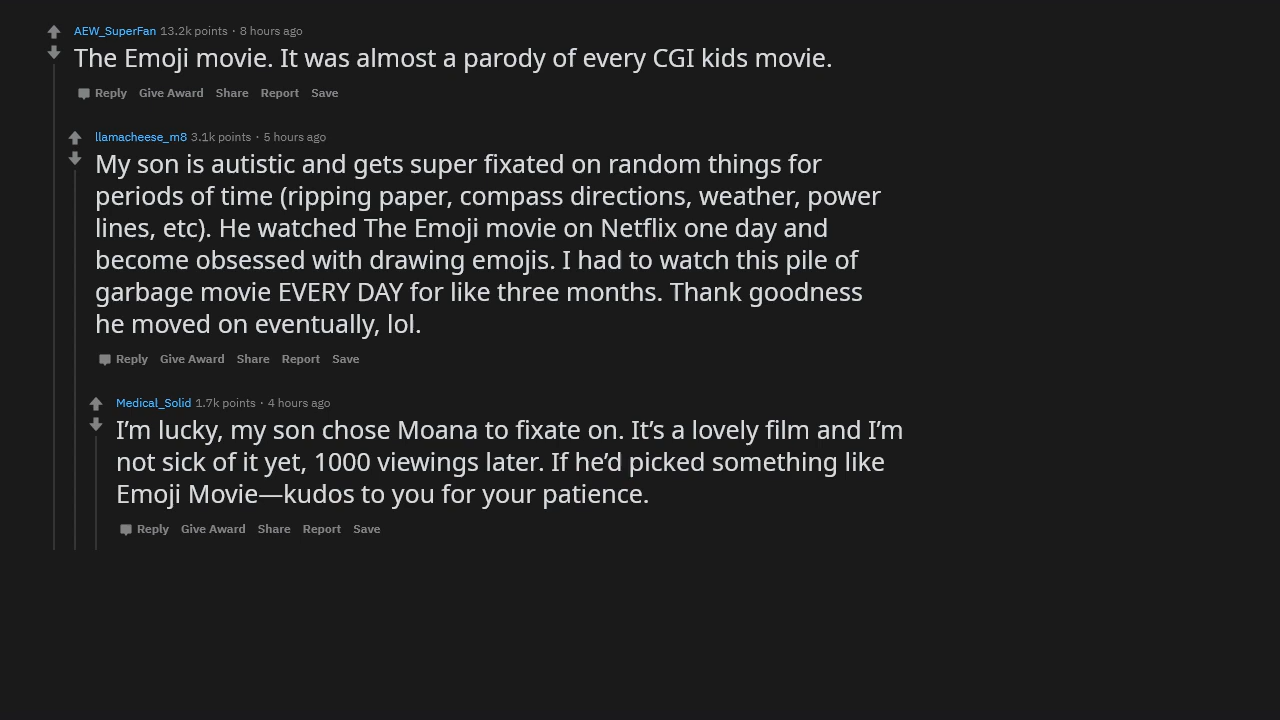 AEW_SuperFan 13.2k points · 8 hours ago
The Emoji movie. It was almost a parody of every CGI kids movie.
Reply Give Award Share Report Save
llamacheese_m8 3.1k points · 5 hours ago
My son is autistic and gets super fixated on random things for
periods of time (ripping paper, compass directions, weather, power
lines, etc). He watched The Emoji movie on Netflix one day and
become obsessed with drawing emojis. I had to watch this pile of
garbage movie EVERY DAY for like three months. Thank goodness
he moved on eventually, lol.
Reply Give Award Share Report Save
Medical_Solid 1.7k points · 4 hours ago
I’m lucky, my son chose Moana to fixate on. It’s a lovely film and I’m
not sick of it yet, 1000 viewings later. If he’d picked something like
Emoji Movie—kudos to you for your patience.
Reply Give Award Share Report Save